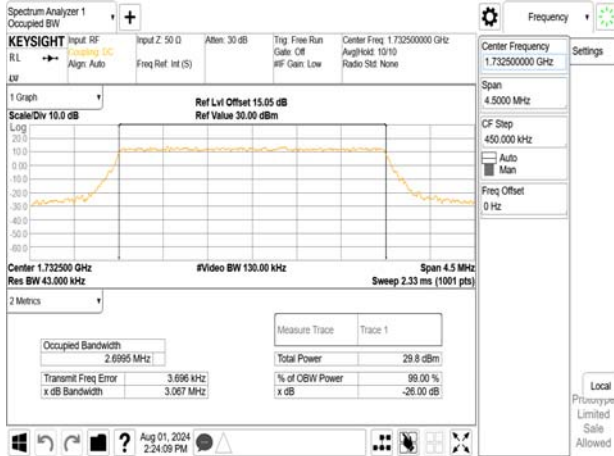 Spectrum Analyzer 1
Occupied BW
+
Frequency
KEYSIGHT
RL
Input: RF
Coupling: DC
Align: Auto
Input Z: 50 Ω
Freq Ref: Int (S)
Atten: 30 dB
Trig: Free Run
Gate: Off
#IF Gain: Low
Center Freq: 1.732500000 GHz
Avg|Hold: 10/10
Radio Std: None
1 Graph
Scale/Div 10.0 dB
Ref Lvl Offset 15.05 dB
Ref Value 30.00 dBm
Log
20.0
10.0
0.00
-10.0
-20.0
-30.0
-40.0
-50.0
-60.0
Center 1.732500 GHz
Res BW 43.000 kHz
#Video BW 130.00 kHz
Span 4.5 MHz
Sweep 2.33 ms (1001 pts)
2 Metrics
Measure Trace Trace 1
Occupied Bandwidth
2.6995 MHz
Total Power 29.8 dBm
Transmit Freq Error 3.696 kHz
% of OBW Power 99.00 %
x dB Bandwidth 3.067 MHz
x dB -26.00 dB
Aug 01, 2024
2:24:09 PM
Center Frequency
1.732500000 GHz
Span
4.5000 MHz
CF Step
450.000 kHz
Auto
Man
Freq Offset
0 Hz
Settings
Local
Prototype
Limited
Sale
Allowed